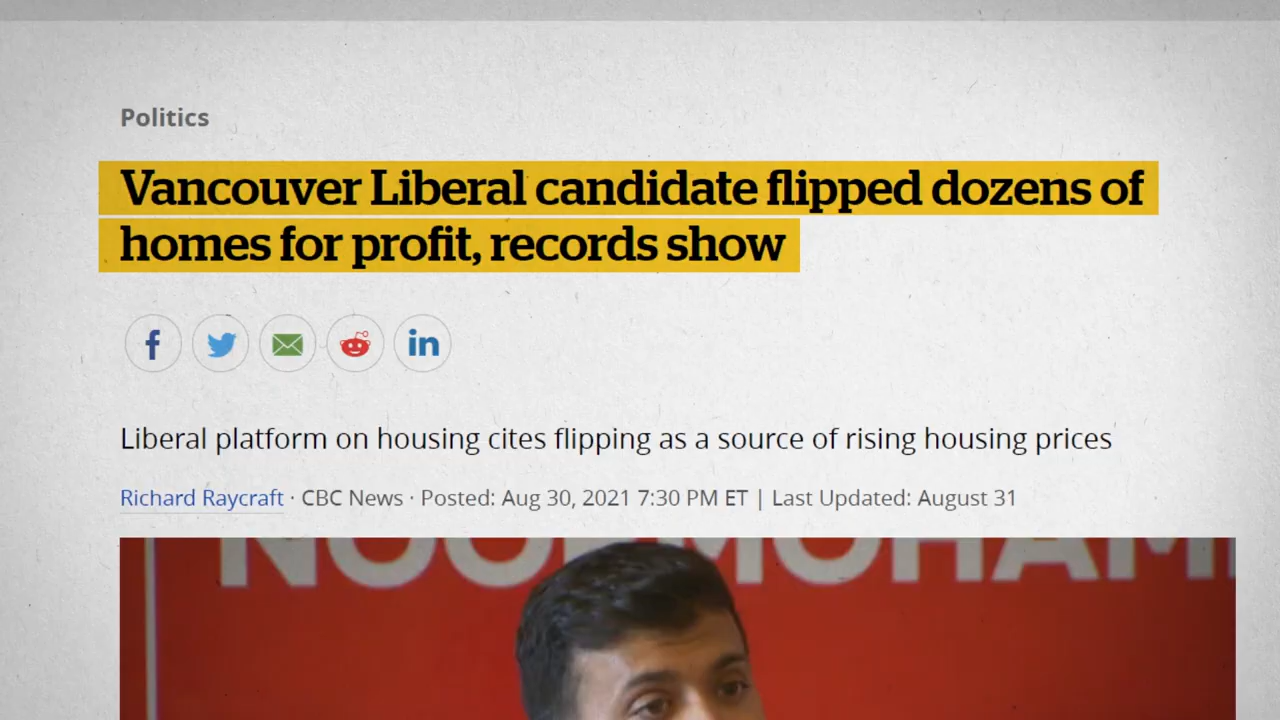 Politics
Vancouver Liberal candidate flipped dozens of
homes for profit, records show
Liberal platform on housing cites flipping as a source of rising housing prices
Richard Raycraft · CBC News · Posted: Aug 30, 2021 7:30 PM ET | Last Updated: August 31